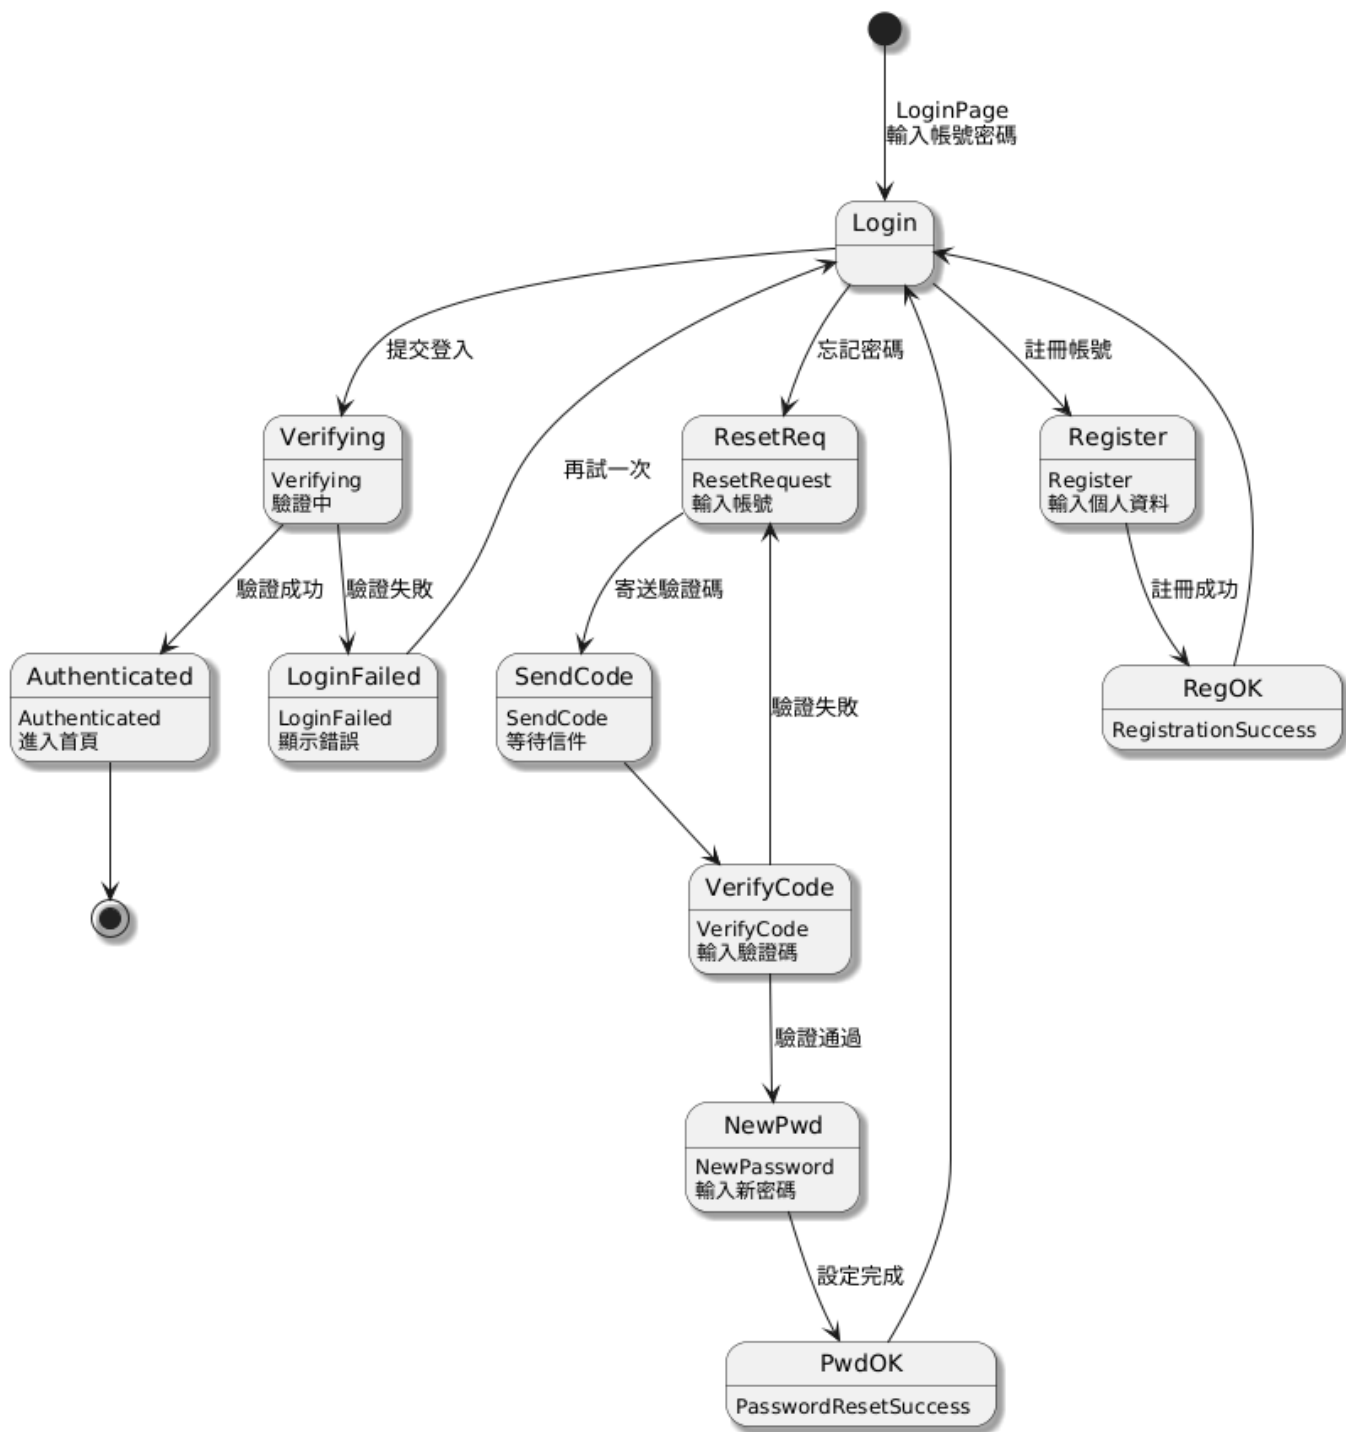 LoginPage
輸入帳號密碼
Login
提交登入
忘記密碼
註冊帳號
Verifying
Verifying
驗證中
再試一次
ResetReq
ResetRequest
輸入帳號
Register
Register
輸入個人資料
驗證成功
驗證失敗
寄送驗證碼
註冊成功
Authenticated
Authenticated
進入首頁
LoginFailed
LoginFailed
顯示錯誤
SendCode
SendCode
等待信件
驗證失敗
RegOK
RegistrationSuccess
VerifyCode
VerifyCode
輸入驗證碼
驗證通過
NewPwd
NewPassword
輸入新密碼
設定完成
PwdOK
PasswordResetSuccess